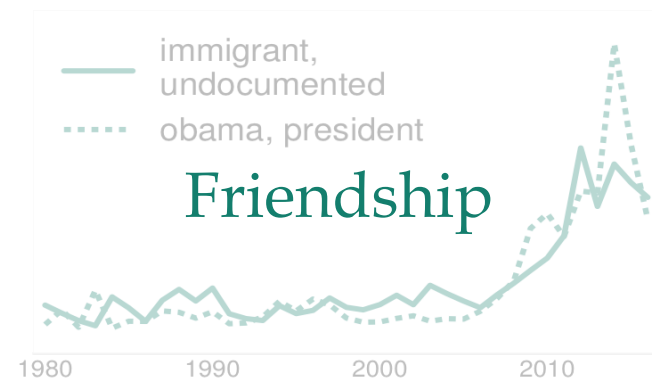 immigrant,
undocumented
obama, president
Friendship
1980 1990 2000 2010